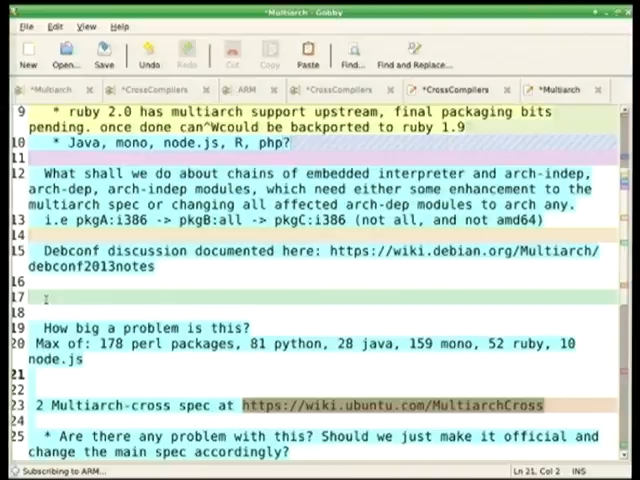 *Multiarch - Gobby
File Edit View Help
New Open... Save Undo Redo Cut Copy Paste Find... Find and Replace...
*Multiarch *CrossCompilers ARM *CrossCompilers *CrossCompilers *Multiarch
9 * ruby 2.0 has multiarch support upstream, final packaging bits
pending. once done can^Wcould be backported to ruby 1.9
10 * Java, mono, node.js, R, php?
11
12 What shall we do about chains of embedded interpreter and arch-indep,
arch-dep, arch-indep modules, which need either some enhancement to the
multiarch spec or changing all affected arch-dep modules to arch any.
13 i.e pkgA:i386 -> pkgB:all -> pkgC:i386 (not all, and not amd64)
14
15 Debconf discussion documented here: https://wiki.debian.org/Multiarch/
debconf2013notes
16
17
18
19 How big a problem is this?
20 Max of: 178 perl packages, 81 python, 28 java, 159 mono, 52 ruby, 10
node.js
21
22
23 2 Multiarch-cross spec at https://wiki.ubuntu.com/MultiarchCross
24
25 * Are there any problem with this? Should we just make it official and
change the main spec accordingly?
Subscribing to ARM... Ln 21, Col 2 INS